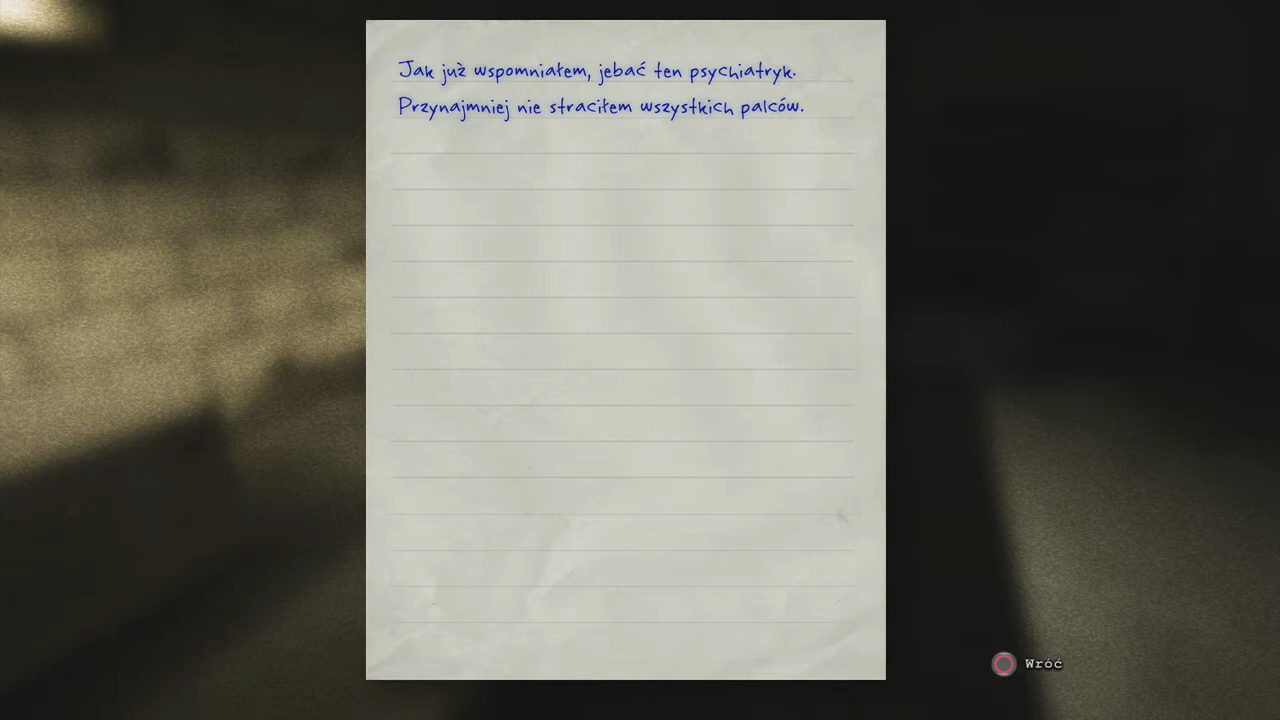 Jak już wspomniałem, jebać ten psychiatryk.
Przynajmniej nie straciłem wszystkich palców.
Wróć